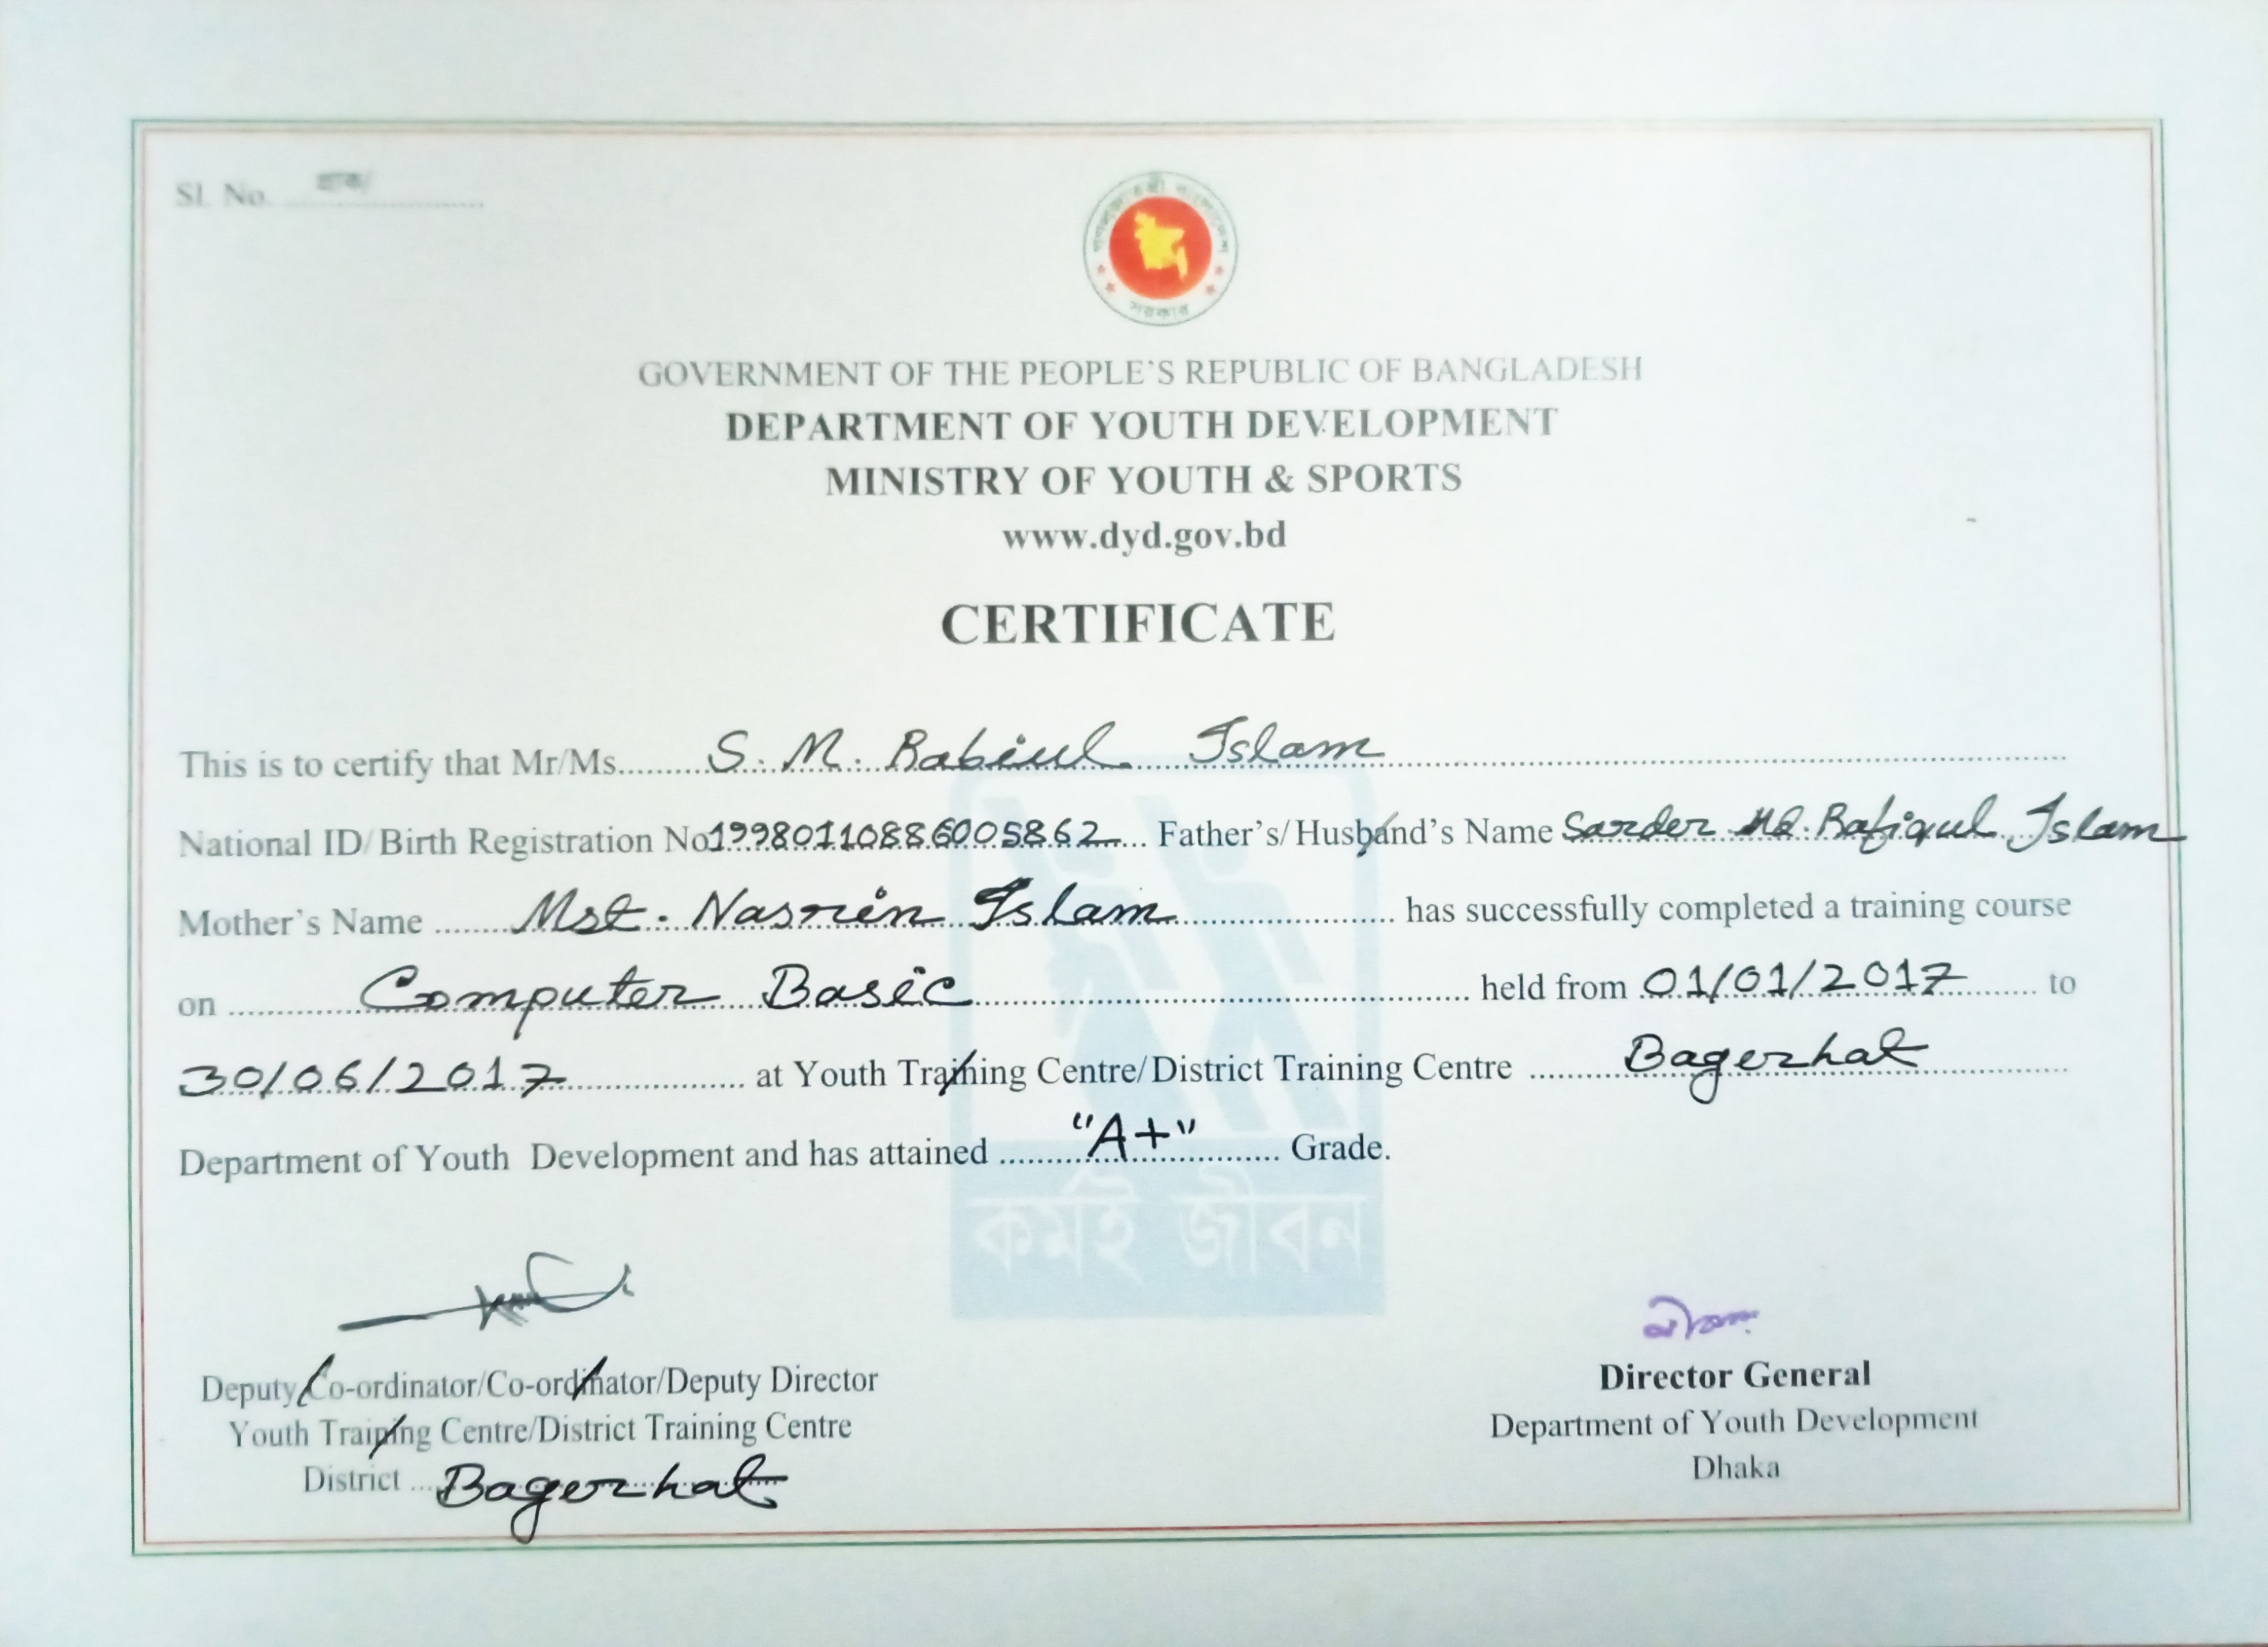 Sl. No. ....................
গণপ্রজাতন্ত্রী বাংলাদেশ
সরকার
GOVERNMENT OF THE PEOPLE'S REPUBLIC OF BANGLADESH
DEPARTMENT OF YOUTH DEVELOPMENT
MINISTRY OF YOUTH & SPORTS
www.dyd.gov.bd
CERTIFICATE
This is to certify that Mr/Ms. S. M. Rabiul Islam
National ID/Birth Registration No 19980110886005862 Father's/Husband's Name Sarder Md. Rafiqul Islam
Mother's Name Mst. Nasrin Islam has successfully completed a training course
on Computer Basic held from 01/01/2017 to
30/06/2017 at Youth Training Centre/District Training Centre Bagerhat
Department of Youth Development and has attained "A+" Grade.
কর্মই জীবন
Deputy Co-ordinator/Co-ordinator/Deputy Director
Youth Training Centre/District Training Centre
District Bagerhat
Director General
Department of Youth Development
Dhaka